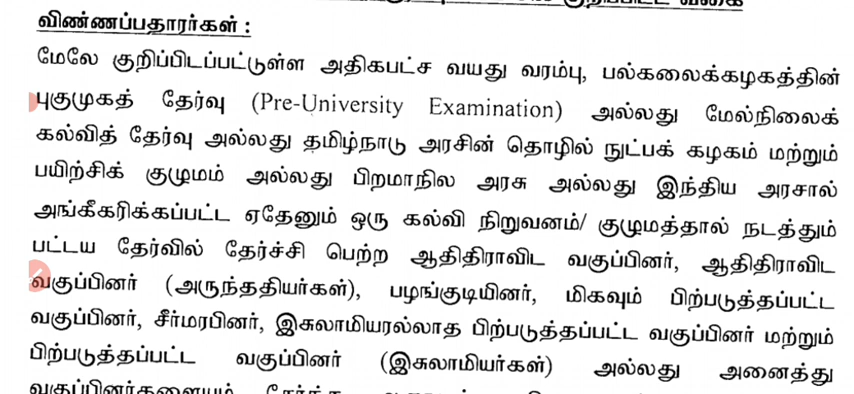 குறிப்பிட்ட வகை
விண்ணப்பதாரர்கள் :
மேலே குறிப்பிடப்பட்டுள்ள அதிகபட்ச வயது வரம்பு, பல்கலைக்கழகத்தின்
புகுமுகத் தேர்வு (Pre-University Examination) அல்லது மேல்நிலைக்
கல்வித் தேர்வு அல்லது தமிழ்நாடு அரசின் தொழில் நுட்பக் கழகம் மற்றும்
பயிற்சிக் குழுமம் அல்லது பிறமாநில அரசு அல்லது இந்திய அரசால்
அங்கீகரிக்கப்பட்ட ஏதேனும் ஒரு கல்வி நிறுவனம்/ குழுமத்தால் நடத்தும்
பட்டய தேர்வில் தேர்ச்சி பெற்ற ஆதிதிராவிட வகுப்பினர், ஆதிதிராவிட
வகுப்பினர் (அருந்ததியர்கள்), பழங்குடியினர், மிகவும் பிற்படுத்தப்பட்ட
வகுப்பினர், சீர்மரபினர், இசுலாமியரல்லாத பிற்படுத்தப்பட்ட வகுப்பினர் மற்றும்
பிற்படுத்தப்பட்ட வகுப்பினர் (இசுலாமியர்கள்) அல்லது அனைத்து
வகுப்பினர்களையும் சேர்ந்த